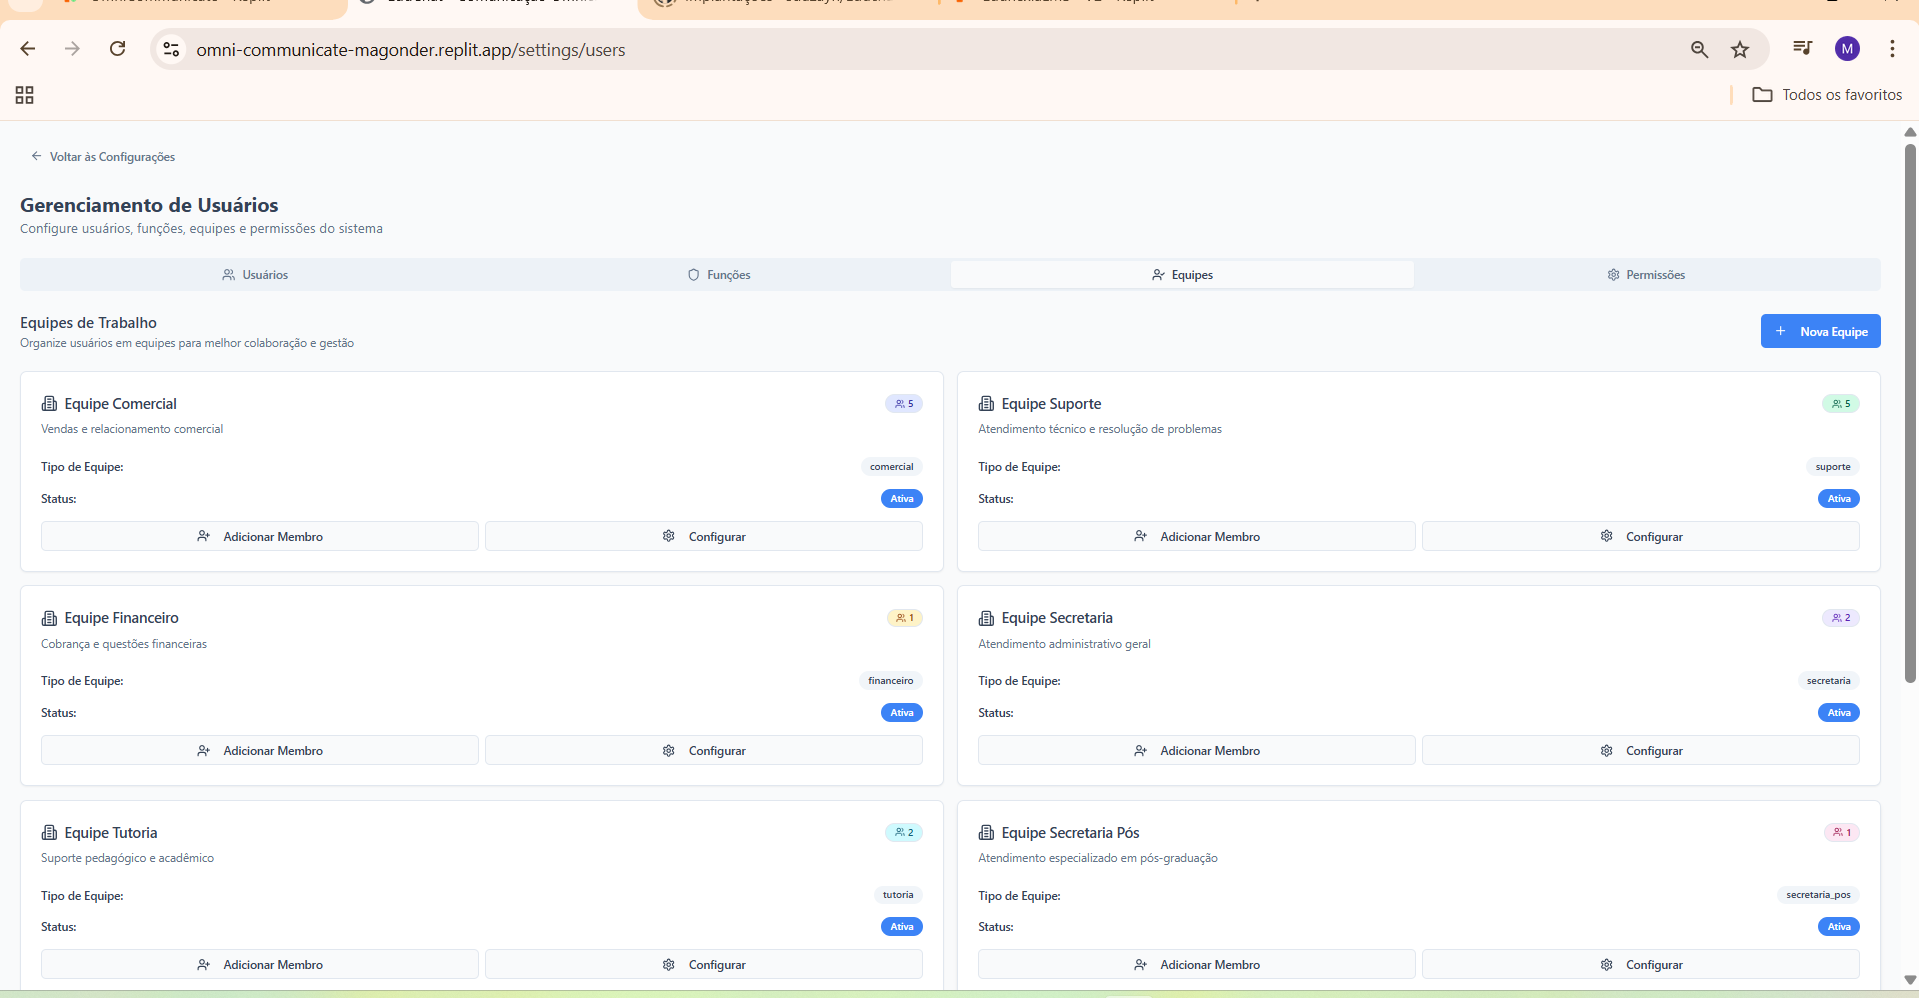 omni-communicate-magonder.replit.app/settings/users
M
Todos os favoritos
Voltar às Configurações
Gerenciamento de Usuários
Configure usuários, funções, equipes e permissões do sistema
Usuários
Funções
Equipes
Permissões
Equipes de Trabalho
Organize usuários em equipes para melhor colaboração e gestão
Nova Equipe
Equipe Comercial
5
Vendas e relacionamento comercial
Tipo de Equipe:
comercial
Status:
Ativa
Adicionar Membro
Configurar
Equipe Suporte
5
Atendimento técnico e resolução de problemas
Tipo de Equipe:
suporte
Status:
Ativa
Adicionar Membro
Configurar
Equipe Financeiro
1
Cobrança e questões financeiras
Tipo de Equipe:
financeiro
Status:
Ativa
Adicionar Membro
Configurar
Equipe Secretaria
2
Atendimento administrativo geral
Tipo de Equipe:
secretaria
Status:
Ativa
Adicionar Membro
Configurar
Equipe Tutoria
2
Suporte pedagógico e acadêmico
Tipo de Equipe:
tutoria
Status:
Ativa
Adicionar Membro
Configurar
Equipe Secretaria Pós
1
Atendimento especializado em pós-graduação
Tipo de Equipe:
secretaria_pos
Status:
Ativa
Adicionar Membro
Configurar